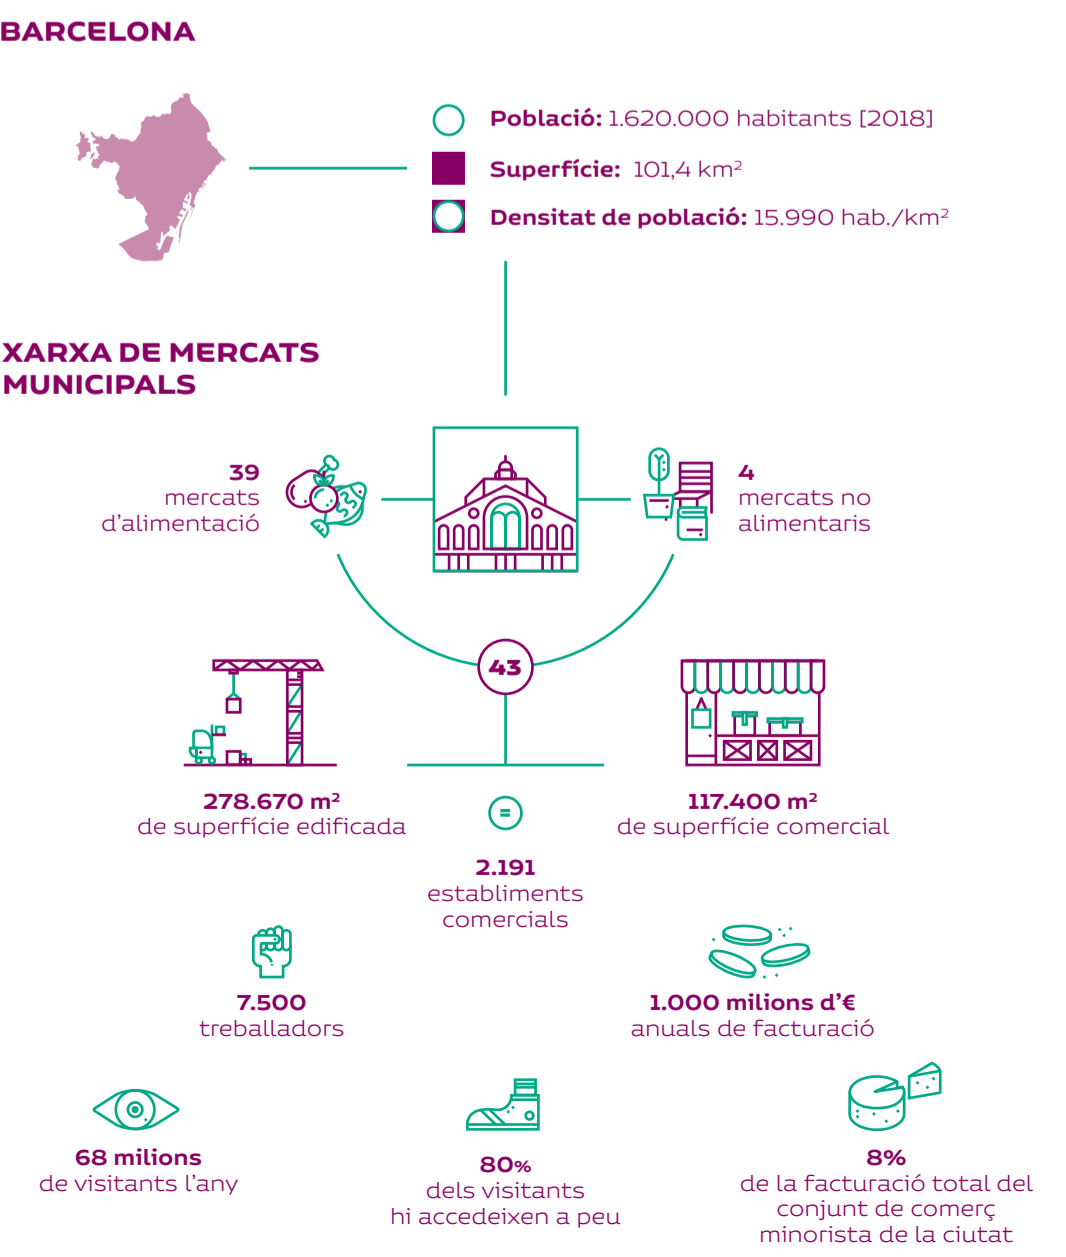 BARCELONA
Població: 1.620.000 habitants [2018]
Superfície: 101,4 km²
Densitat de població: 15.990 hab./km²
XARXA DE MERCATS
MUNICIPALS
39
mercats
d’alimentació
4
mercats no
alimentaris
43
278.670 m²
de superfície edificada
=
117.400 m²
de superfície comercial
2.191
establiments
comercials
7.500
treballadors
1.000 milions d’€
anuals de facturació
68 milions
de visitants l’any
80%
dels visitants
hi accedeixen a peu
8%
de la facturació total del
conjunt de comerç
minorista de la ciutat